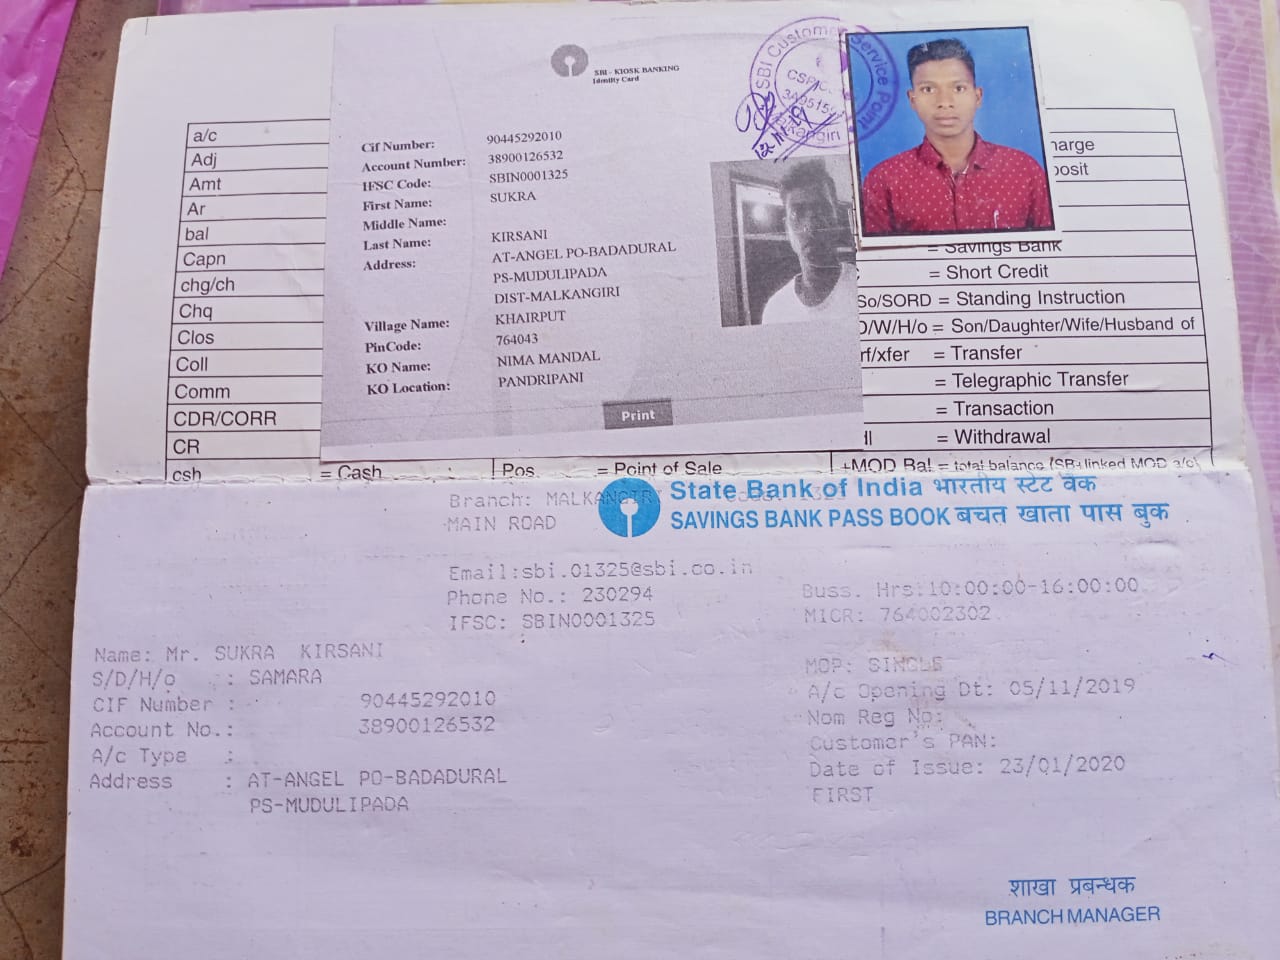 SBI - KIOSK BANKING
Identity Card
Cif Number: 90445292010
Account Number: 38900126532
IFSC Code: SBIN0001325
First Name: SUKRA
Middle Name:
Last Name: KIRSANI
Address: AT-ANGEL PO-BADADURAL
PS-MUDULIPADA
DIST-MALKANGIRI
Village Name: KHAIRPUT
PinCode: 764043
KO Name: NIMA MANDAL
KO Location: PANDRIPANI
Print
SBI Customer Service Point
a/c
Adj
Amt
Ar
bal
Capn
chg/ch
Chq
Clos
Coll
Comm
CDR/CORR
CR
csh = Cash
Pos = Point of Sale
harge
posit
= Savings Bank
= Short Credit
So/SORD = Standing Instruction
D/W/H/o = Son/Daughter/Wife/Husband of
rf/xfer = Transfer
= Telegraphic Transfer
= Transaction
= Withdrawal
+MOD Bal = total balance (SB+linked MOD a/c)
State Bank of India भारतीय स्टेट बैंक
SAVINGS BANK PASS BOOK बचत खाता पास बुक
Branch: MALKANGIRI
MAIN ROAD
Email:sbi.01325@sbi.co.in
Phone No.: 230294
IFSC: SBIN0001325
Buss. Hrs:10:00:00-16:00:00
MICR: 764002302
Name: Mr. SUKRA KIRSANI
S/D/H/o : SAMARA
CIF Number : 90445292010
Account No.: 38900126532
A/c Type :
Address : AT-ANGEL PO-BADADURAL
PS-MUDULIPADA
MOP: SINGLE
A/c Opening Dt: 05/11/2019
Nom Reg No:
Customer's PAN:
Date of Issue: 23/01/2020
FIRST
शाखा प्रबन्धक
BRANCH MANAGER